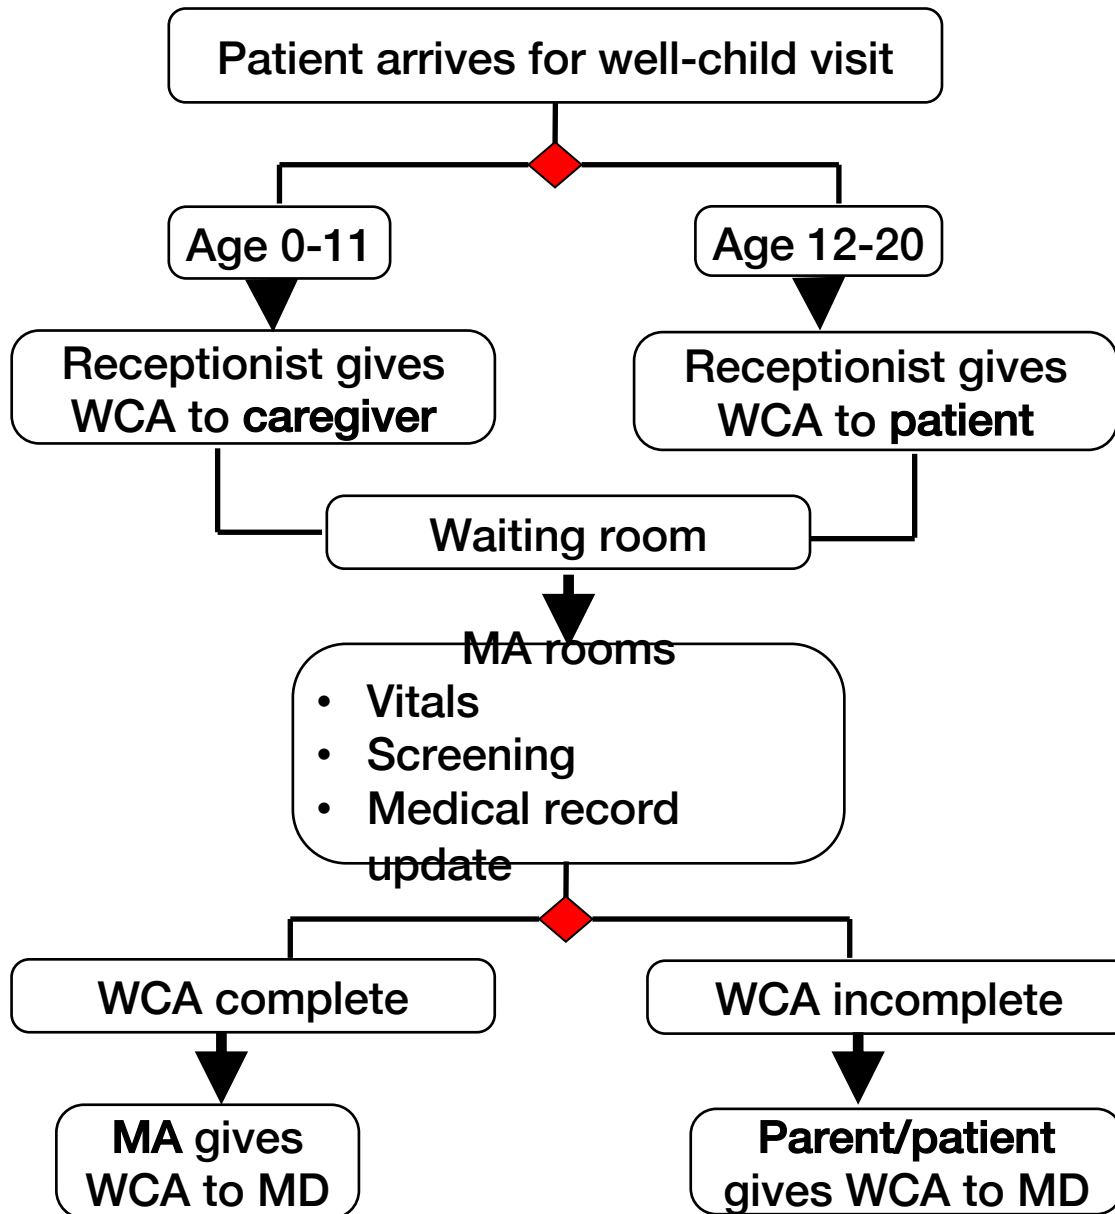 Patient arrives for well-child visit
Age 0-11
Age 12-20
Receptionist gives
WCA to caregiver
Receptionist gives
WCA to patient
Waiting room
MA rooms
• Vitals
• Screening
• Medical record
update
WCA complete
WCA incomplete
MA gives
WCA to MD
Parent/patient
gives WCA to MD